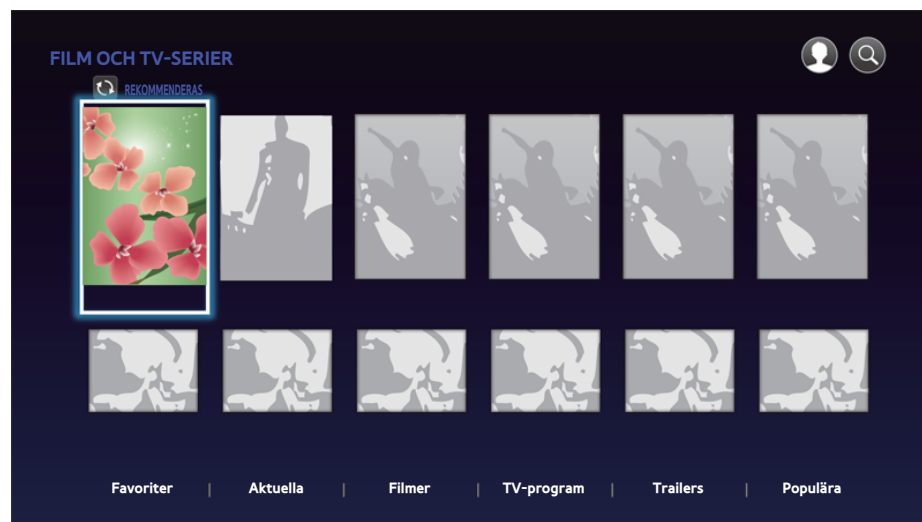 FILM OCH TV-SERIER
REKOMMENDERAS
Favoriter | Aktuella | Filmer | TV-program | Trailers | Populära